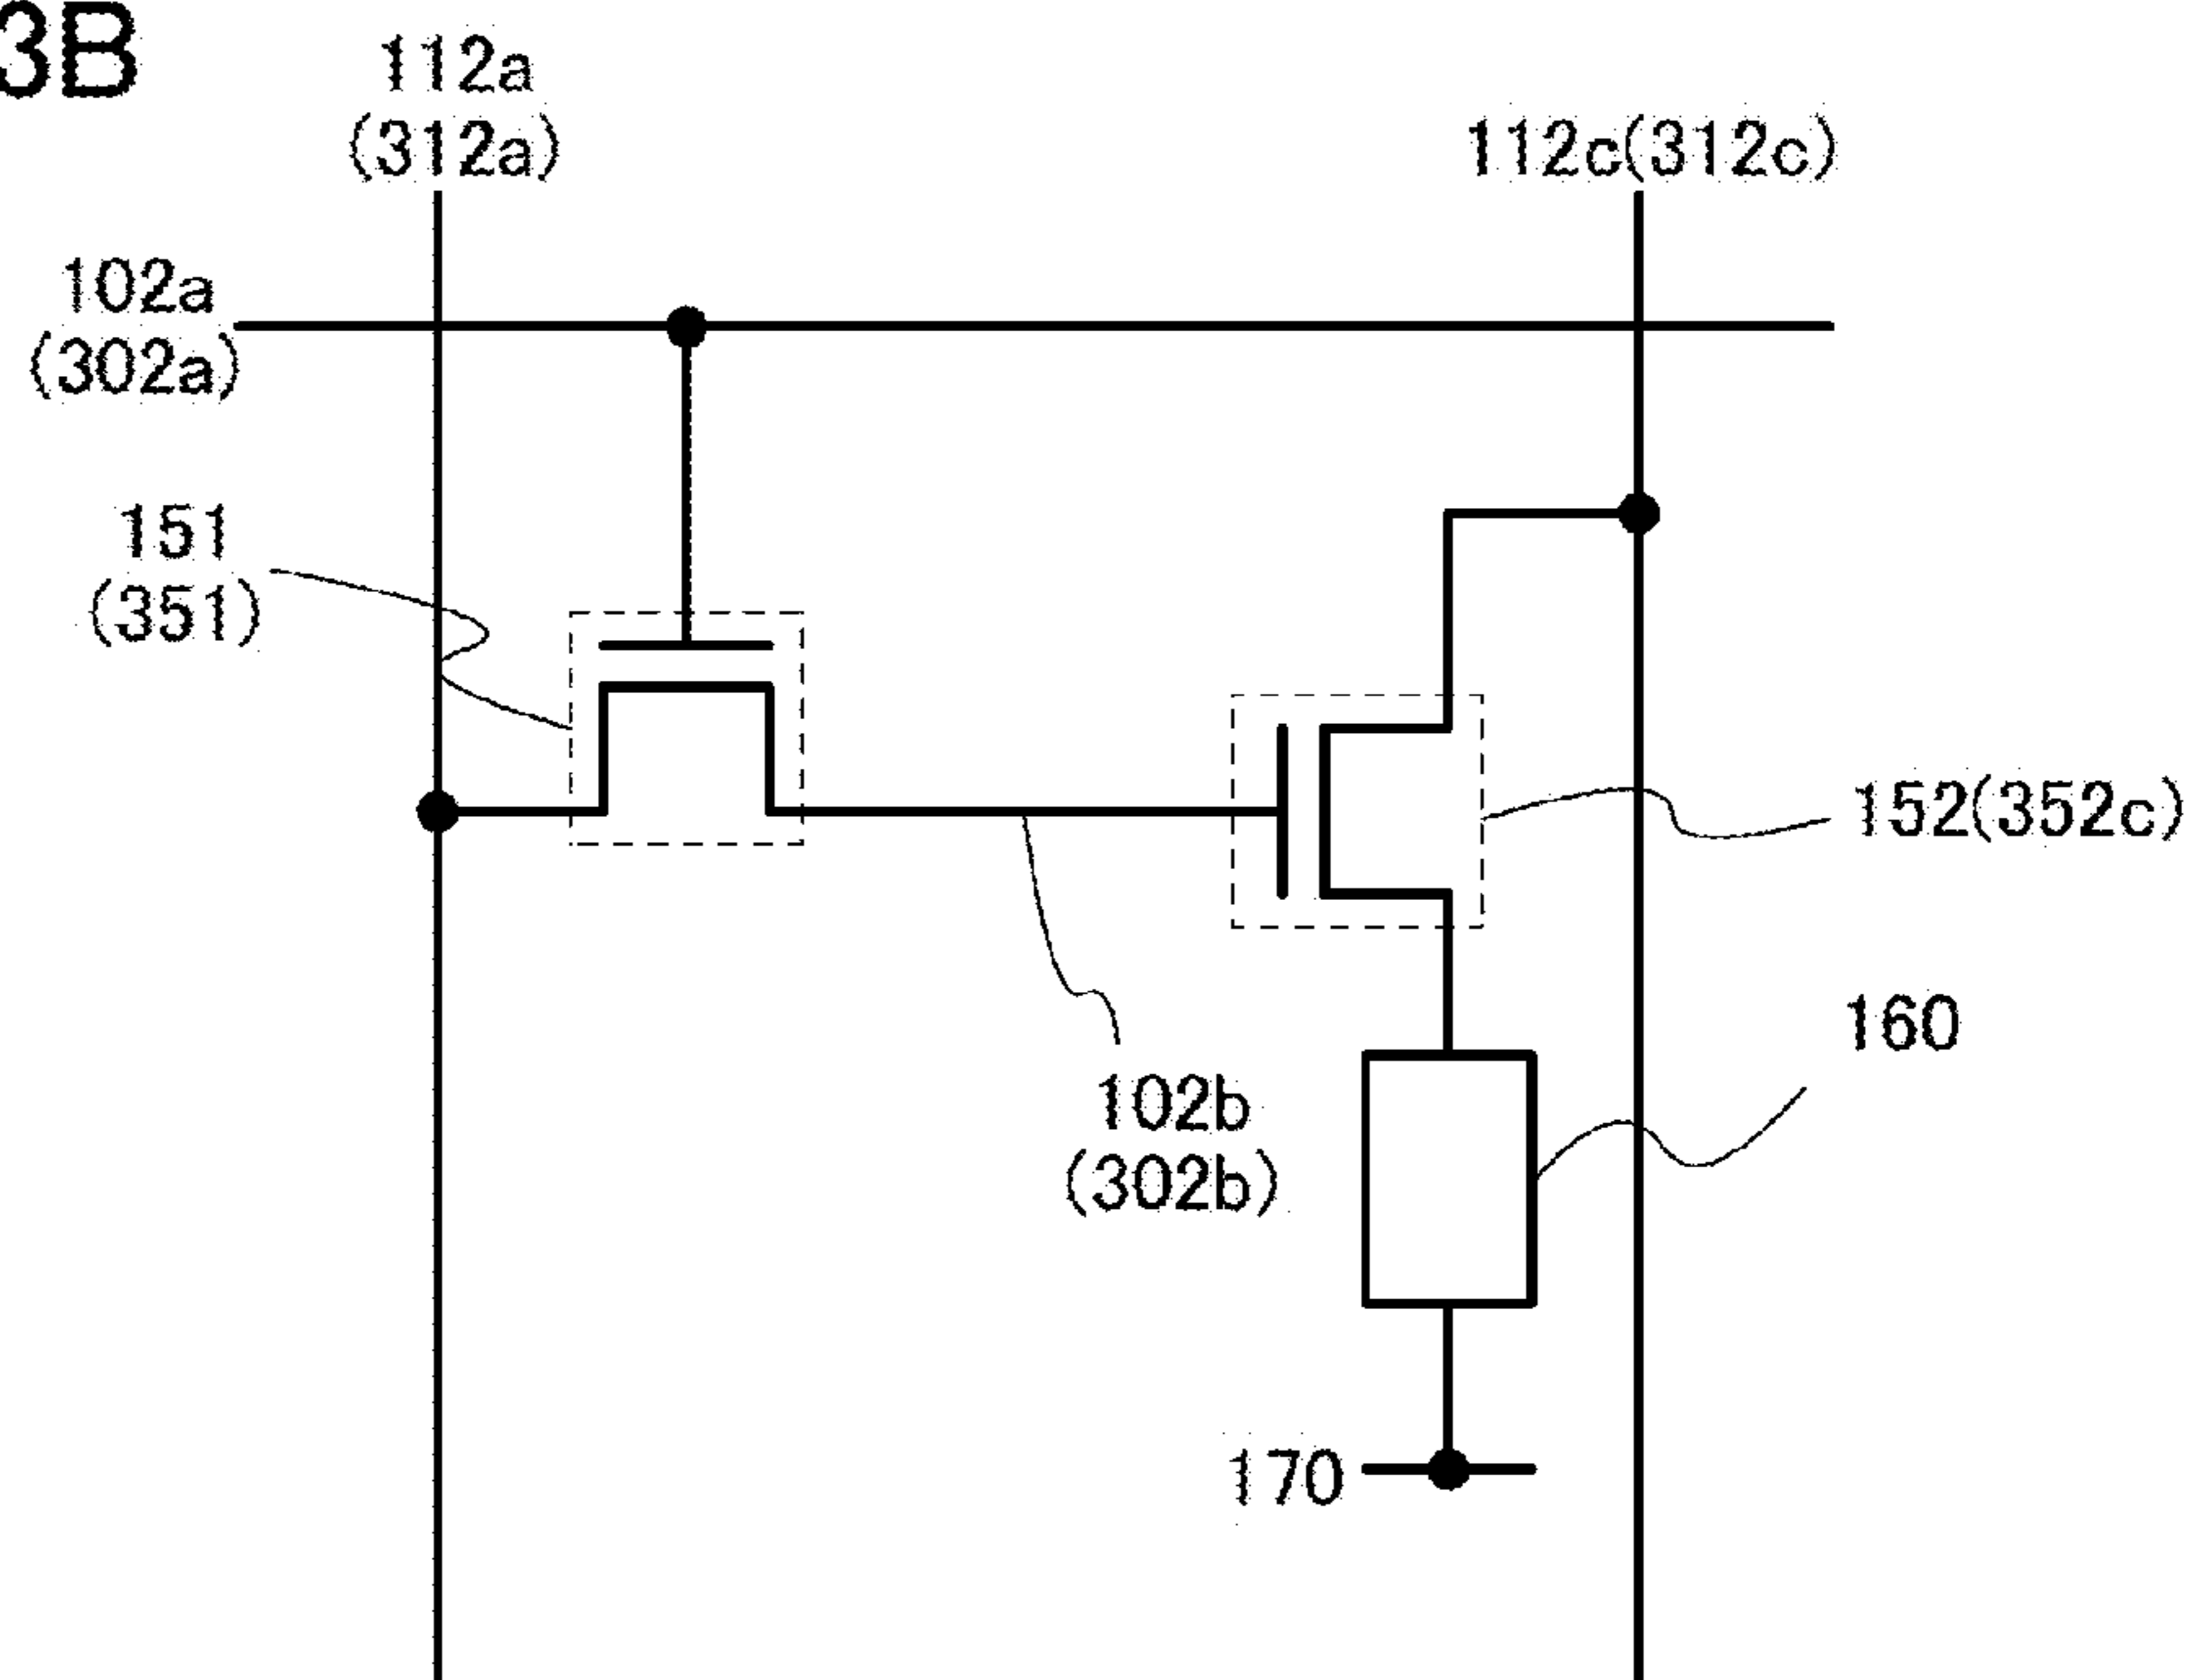 3B
112a
(312a)
112c(312c)
102a
(302a)
151
(351)
152(352c)
160
102b
(302b)
170